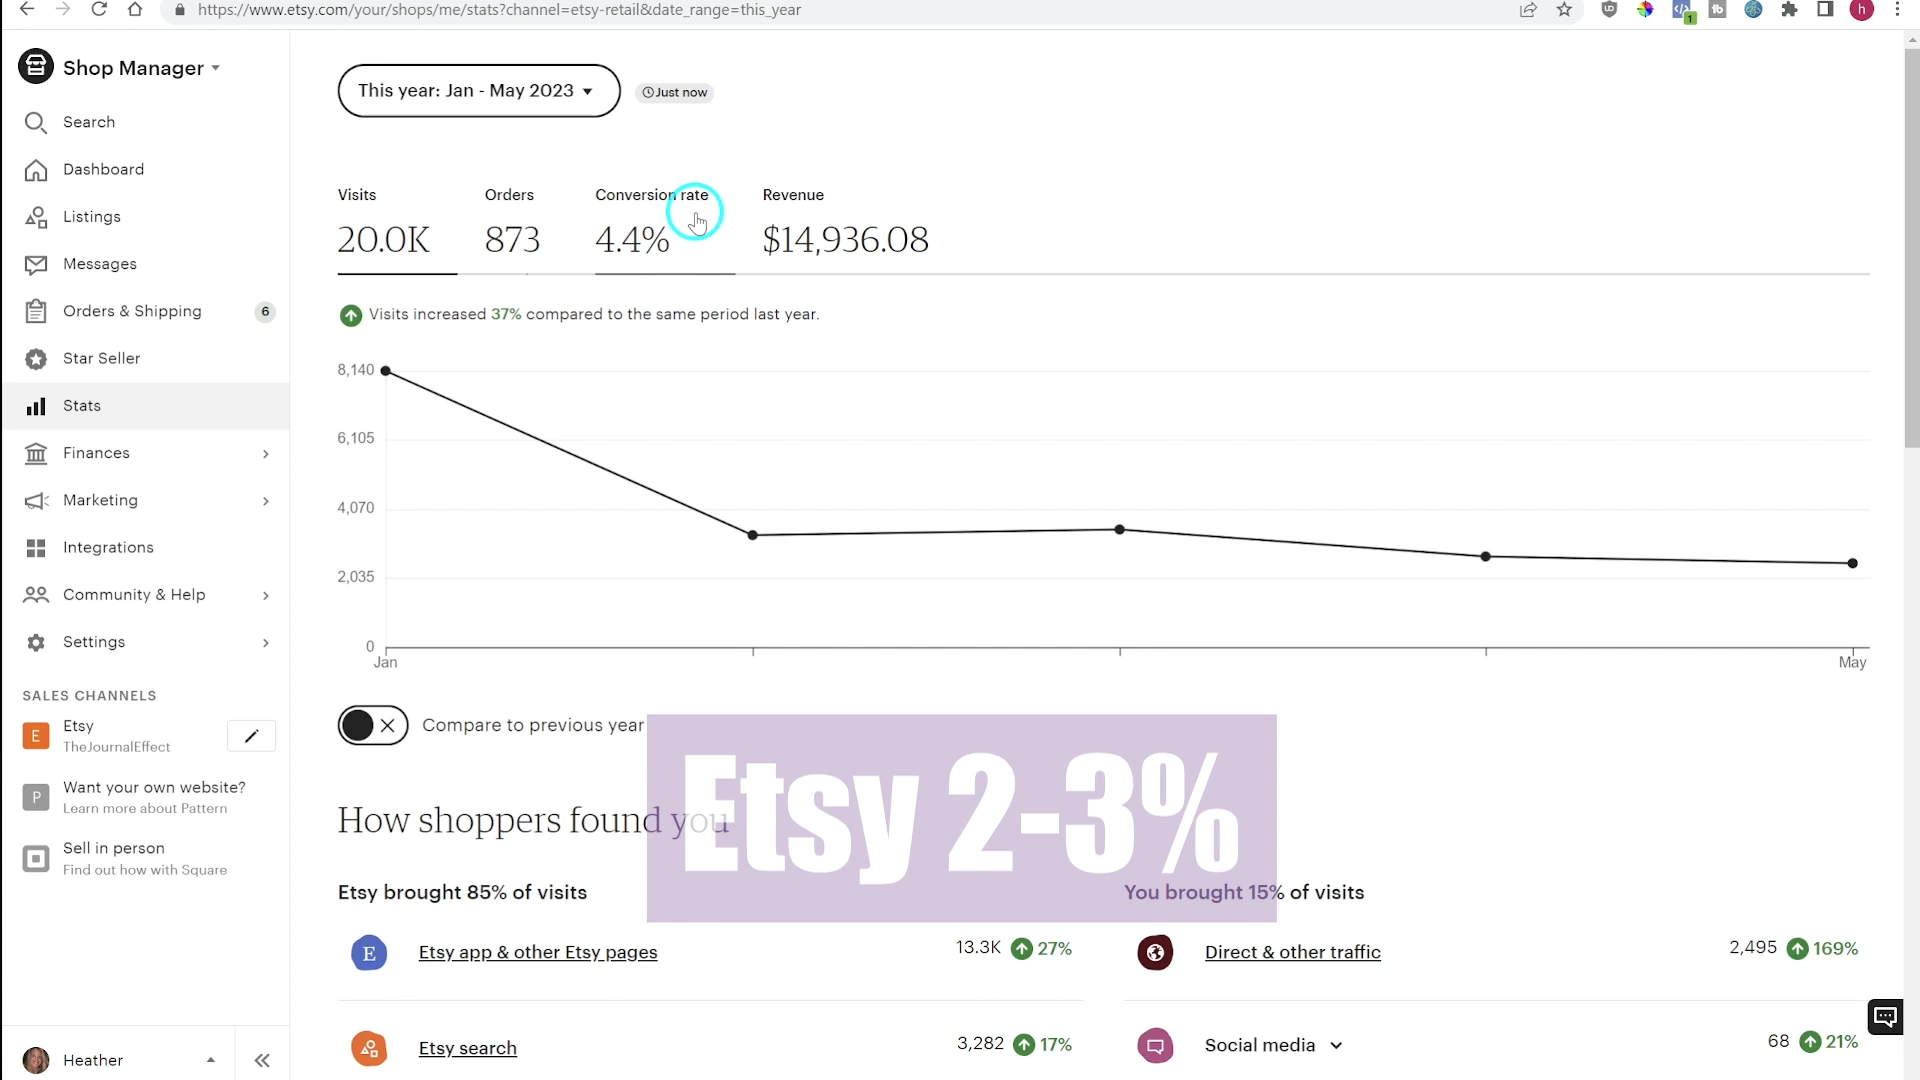 https://www.etsy.com/your/shops/me/stats?channel=etsy-retail&date_range=this_year
1
tb
h
Shop Manager
Search
Dashboard
Listings
Messages
Orders & Shipping
6
Star Seller
Stats
Finances
Marketing
Integrations
Community & Help
Settings
SALES CHANNELS
E
Etsy
TheJournalEffect
P
Want your own website?
Learn more about Pattern
Sell in person
Find out how with Square
Heather
This year: Jan - May 2023
Just now
Visits
20.0K
Orders
873
Conversion rate
4.4%
Revenue
$14,936.08
Visits increased 37% compared to the same period last year.
8,140
6,105
4,070
2,035
0
Jan
May
Compare to previous year
Etsy 2-3%
How shoppers found you
Etsy brought 85% of visits
E
Etsy app & other Etsy pages
13.3K
27%
Etsy search
3,282
17%
You brought 15% of visits
Direct & other traffic
2,495
169%
Social media
68
21%